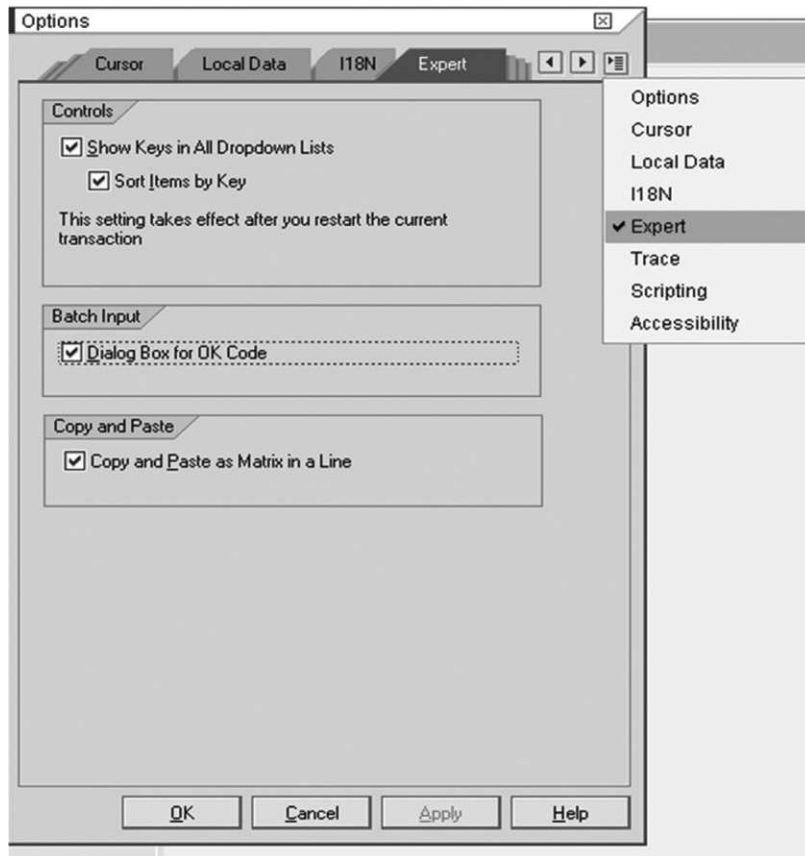 Options
Cursor
Local Data
I18N
Expert
Controls
Show Keys in All Dropdown Lists
Sort Items by Key
This setting takes effect after you restart the current
transaction
Batch Input
Dialog Box for OK Code
Copy and Paste
Copy and Paste as Matrix in a Line
OK
Cancel
Apply
Help
Options
Cursor
Local Data
I18N
Expert
Trace
Scripting
Accessibility